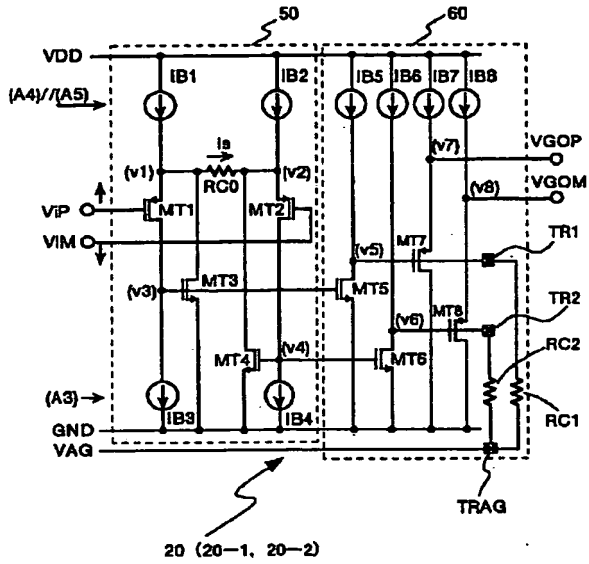 50
60
VDD
IB1
IB2
IB5
IB6
IB7
IB8
(A4)//(A5)
Is
(v7)
VGOP
(v1)
RC0
(v2)
(v8)
VGOM
ViP
MT1
MT2
VIM
MT7
TR1
(v5)
(v3)
MT3
MT5
MT8
TR2
(v6)
MT4
(v4)
MT6
RC2
(A3)
IB3
IB4
RC1
GND
VAG
TRAG
20 (20-1, 20-2)